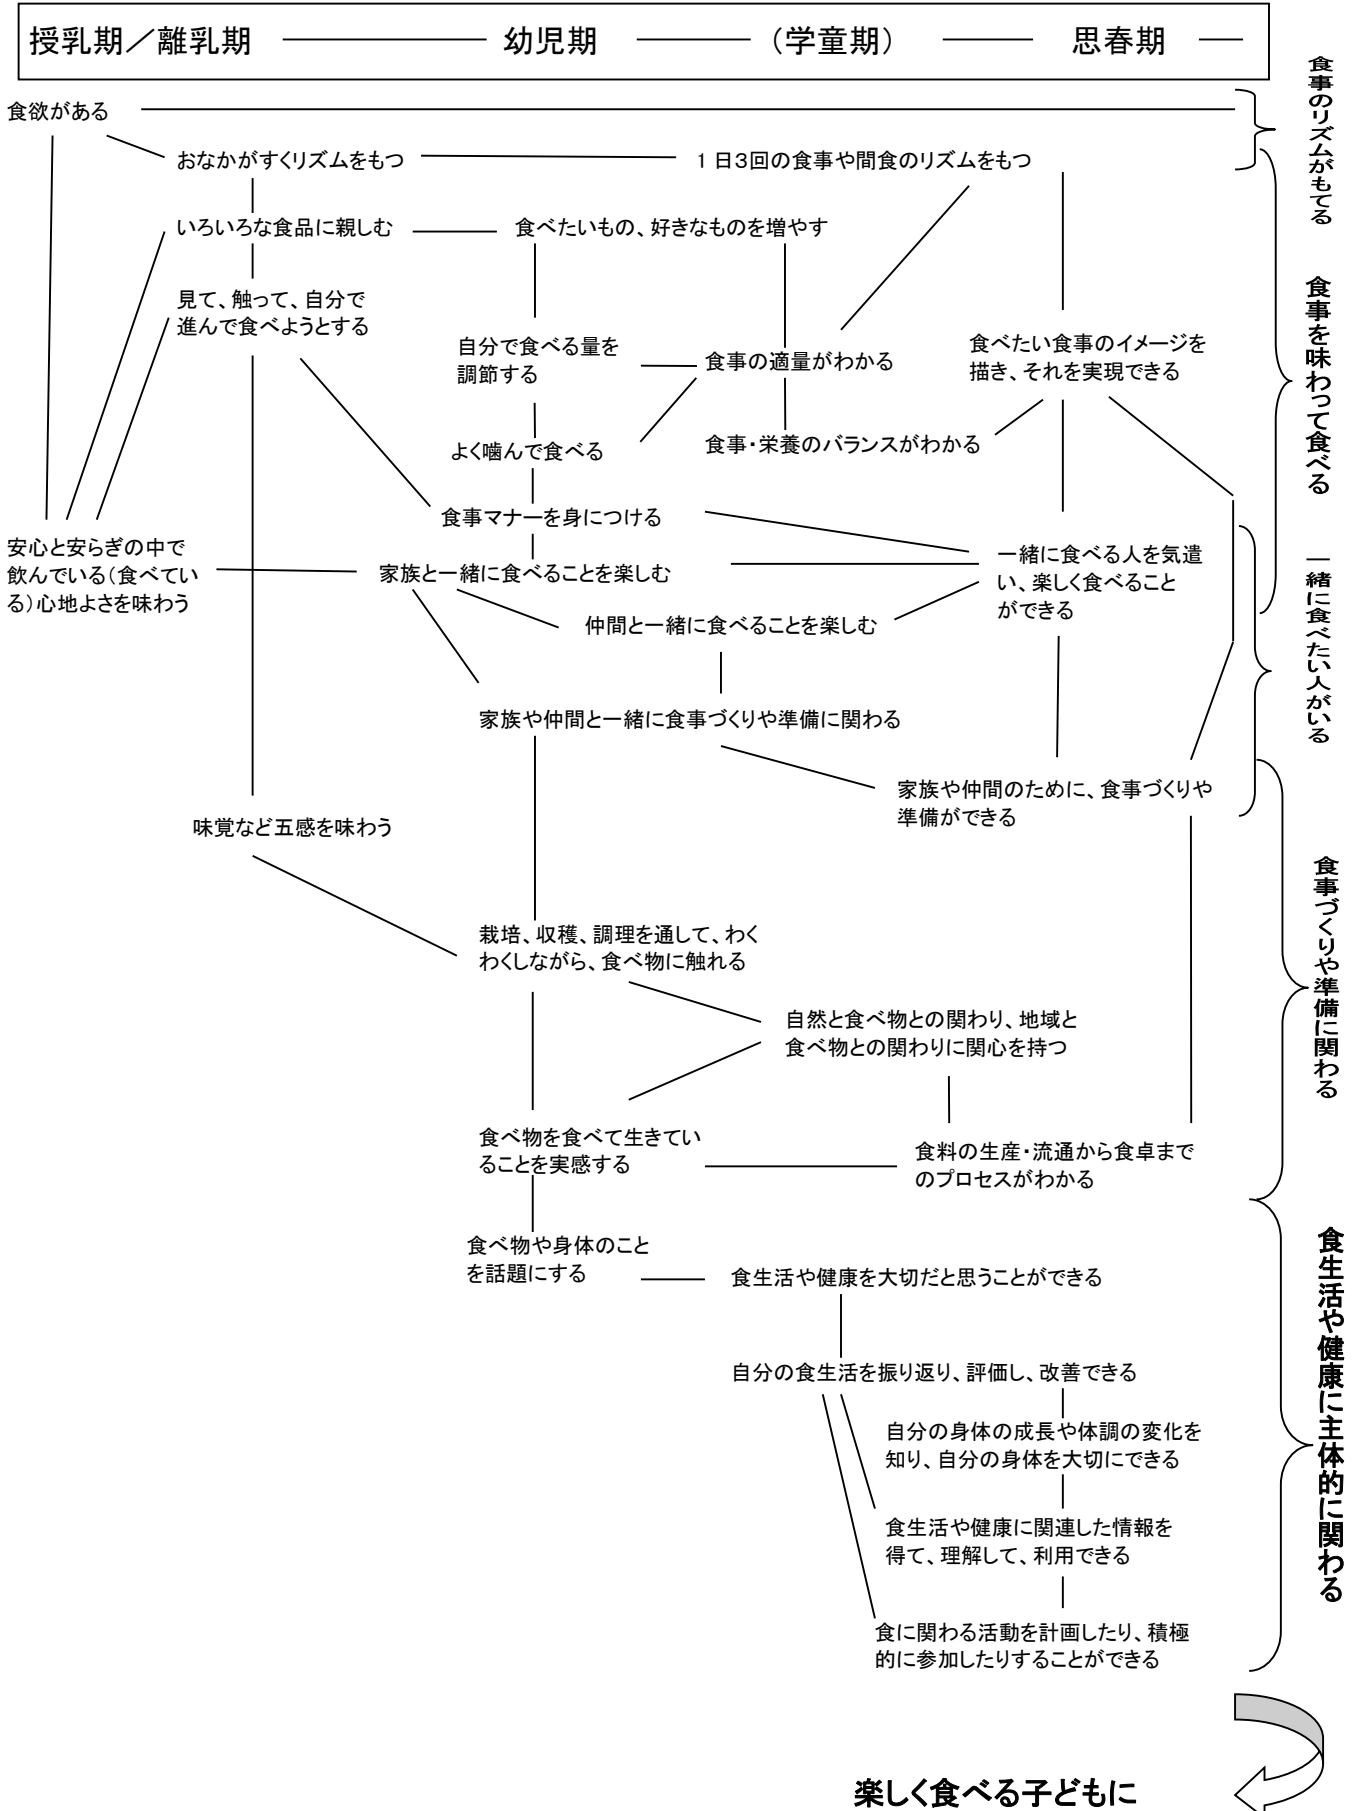 授乳期／離乳期 幼児期 （学童期） 思春期
食欲がある
おなかがすくリズムをもつ
１日３回の食事や間食のリズムをもつ
いろいろな食品に親しむ
食べたいもの、好きなものを増やす
見て、触って、自分で
進んで食べようとする
自分で食べる量を
調節する
食事の適量がわかる
食べたい食事のイメージを
描き、それを実現できる
よく噛んで食べる
食事・栄養のバランスがわかる
食事マナーを身につける
安心と安らぎの中で
飲んでいる（食べてい
る）心地よさを味わう
家族と一緒に食べることを楽しむ
一緒に食べる人を気遣
い、楽しく食べること
ができる
仲間と一緒に食べることを楽しむ
家族や仲間と一緒に食事づくりや準備に関わる
家族や仲間のために、食事づくりや
準備ができる
味覚など五感を味わう
栽培、収穫、調理を通して、わく
わくしながら、食べ物に触れる
自然と食べ物との関わり、地域と
食べ物との関わりに関心を持つ
食べ物を食べて生きてい
ることを実感する
食料の生産・流通から食卓まで
のプロセスがわかる
食べ物や身体のこと
を話題にする
食生活や健康を大切だと思うことができる
自分の食生活を振り返り、評価し、改善できる
自分の身体の成長や体調の変化を
知り、自分の身体を大切にできる
食生活や健康に関連した情報を
得て、理解して、利用できる
食に関わる活動を計画したり、積極
的に参加したりすることができる
食事のリズムがもてる
食事を味わって食べる
一緒に食べたい人がいる
食事づくりや準備に関わる
食生活や健康に主体的に関わる
楽しく食べる子どもに